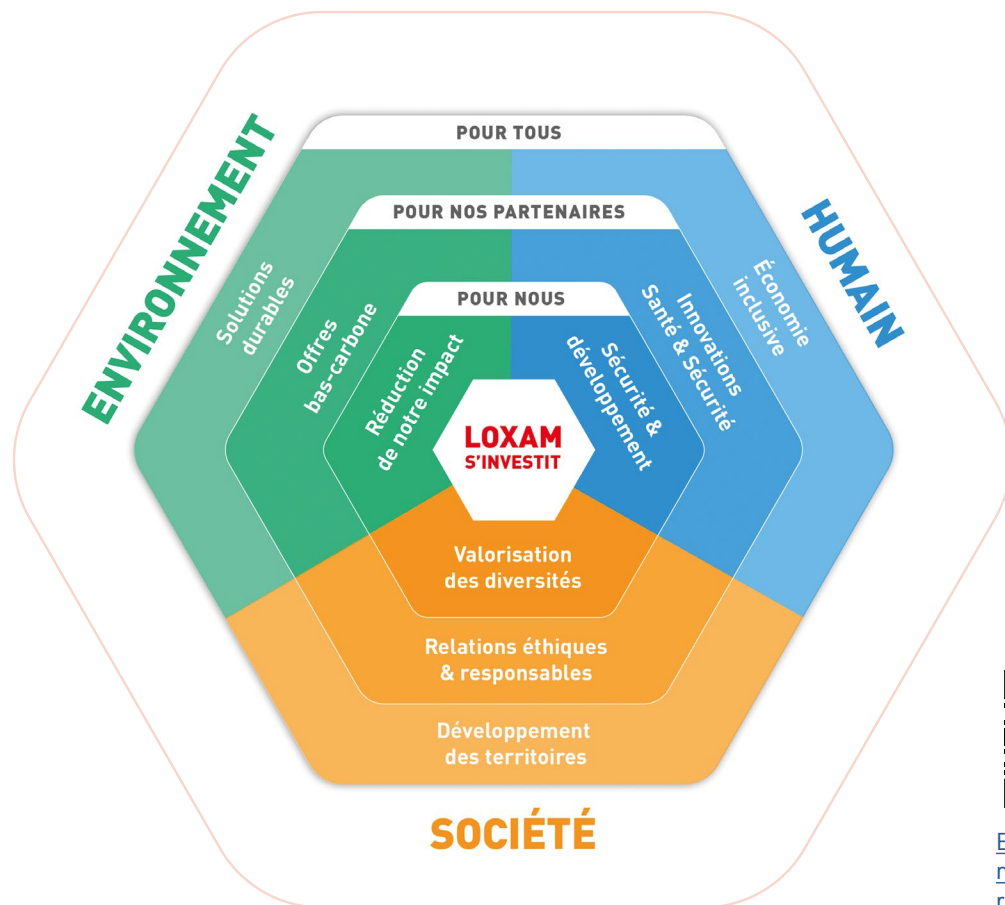 POUR TOUS
ENVIRONNEMENT
HUMAIN
POUR NOS PARTENAIRES
Solutions
durables
Économie
inclusive
POUR NOUS
Offres
bas-carbone
Innovations
Santé & Sécurité
Réduction
de notre impact
Sécurité &
développement
LOXAM
S'INVESTIT
Valorisation
des diversités
Relations éthiques
& responsables
Développement
des territoires
SOCIÉTÉ